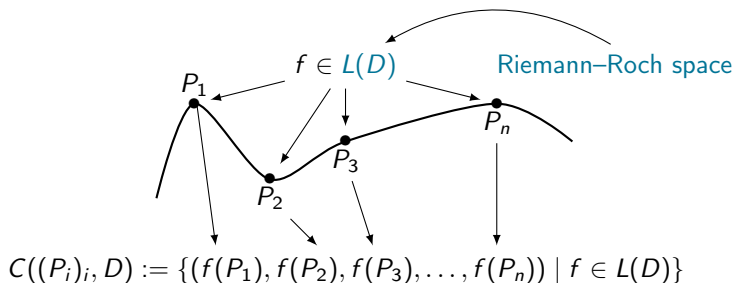 f ∈ L(D)
Riemann–Roch space
P₁
Pₙ
P₃
P₂
C((Pᵢ)ᵢ, D) := {(f(P₁), f(P₂), f(P₃), . . . , f(Pₙ)) | f ∈ L(D)}